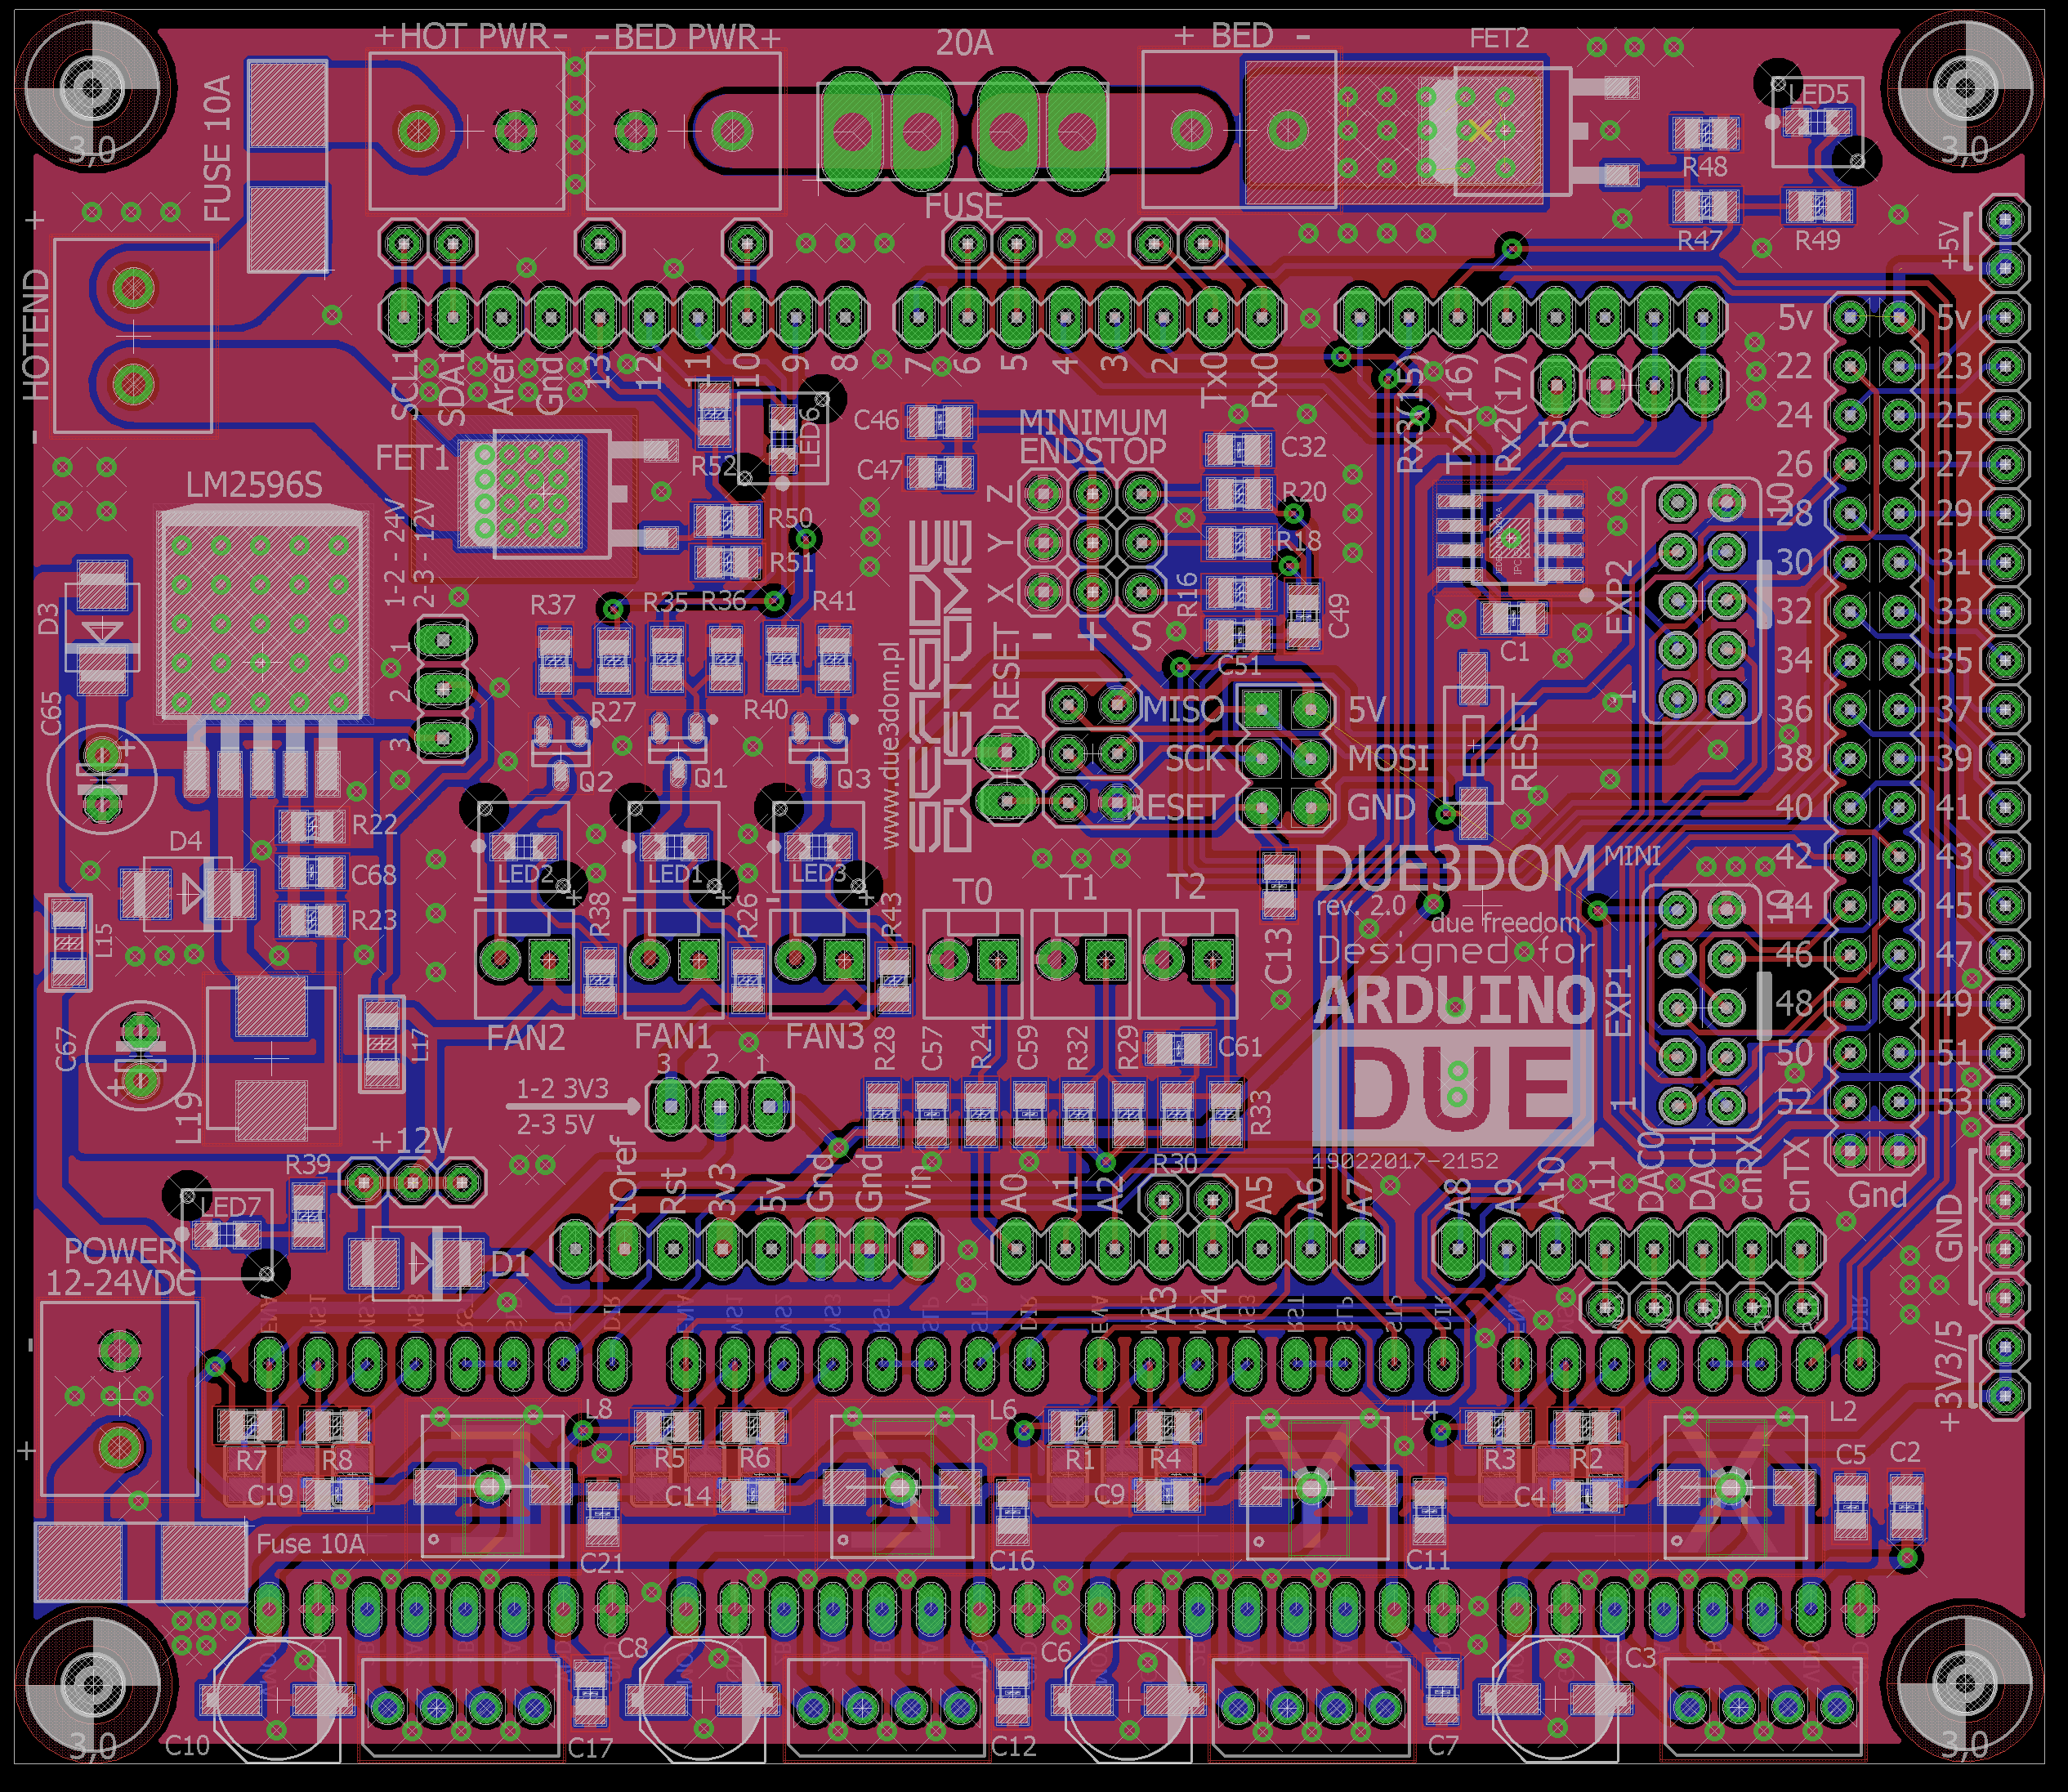 +HOT PWR-
-BED PWR+
20A
+ BED -
FET2
FUSE 10A
LED5
3,0
3,0
R48
FUSE
R47
R49
+5V
+
HOTEND
-
SCL1
SDA1
Aref
Gnd
13
12
11
10
9
8
7
6
5
4
3
2
Tx0
Rx0
Rx3(15)
Tx2(16)
Rx2(17)
I2C
5v
5v
22
23
24
25
26
27
28
29
30
31
32
33
34
35
36
37
38
39
40
41
42
43
44
45
46
47
48
49
50
51
52
53
Gnd
FET1
LM2596S
1-2 - 24V
2-3 - 12V
R52
LED6
C46
C47
MINIMUM
ENDSTOP
Z
Y
X
- + S
C32
R20
R18
R16
C49
C51
R50
R51
C1
EXP2
10
1
D3
C65
1
2
3
R37
R35
R36
R41
R27
R40
Q2
Q1
Q3
www.due3dom.pl
RESET
MISO
5V
SCK
MOSI
RESET
GND
RESET
R22
D4
C68
R23
L15
LED2
LED1
LED3
R38
R26
R43
FAN2
FAN1
FAN3
T0
T1
T2
C13
DUE3DOM MINI
rev. 2.0
due freedom
Designed for
ARDUINO
DUE
19022017-2152
EXP1
10
1
C67
L19
L17
3
2
1
1-2 3V3
2-3 5V
R28
C57
R24
C59
R32
R29
C61
R33
R30
+12V
R39
LED7
POWER
12-24VDC
D1
IOref
Rst
3v3
5v
Gnd
Gnd
Vin
A0
A1
A2
A3
A4
A5
A6
A7
A8
A9
A10
A11
DAC0
DAC1
cnRX
cnTX
GND
+3V3/5
-
+
R7
R8
C19
L8
R5
R6
C14
L6
R1
R4
C9
L4
R3
R2
C4
L2
C5
C2
Fuse 10A
C21
C16
C11
C10
C8
C17
C6
C12
C7
C3
3,0
3,0